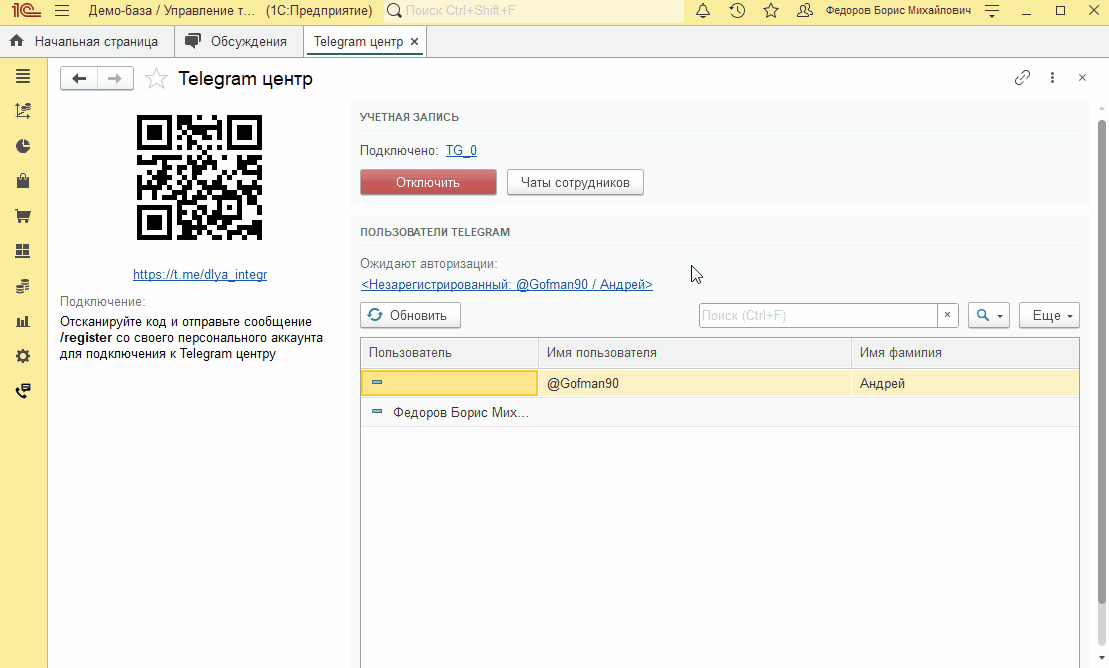 1С Демо-база / Управление т... (1С:Предприятие) Поиск Ctrl+Shift+F Федоров Борис Михайлович
Начальная страница Обсуждения Telegram центр ×
Telegram центр
https://t.me/dlya_integr
Подключение:
Отсканируйте код и отправьте сообщение
/register со своего персонального аккаунта
для подключения к Telegram центру
УЧЕТНАЯ ЗАПИСЬ
Подключено: TG_0
Отключить Чаты сотрудников
ПОЛЬЗОВАТЕЛИ TELEGRAM
Ожидают авторизации:
<Незарегистрированный: @Gofman90 / Андрей>
Обновить Поиск (Ctrl+F) × Еще
Пользователь Имя пользователя Имя фамилия
@Gofman90 Андрей
Федоров Борис Мих...